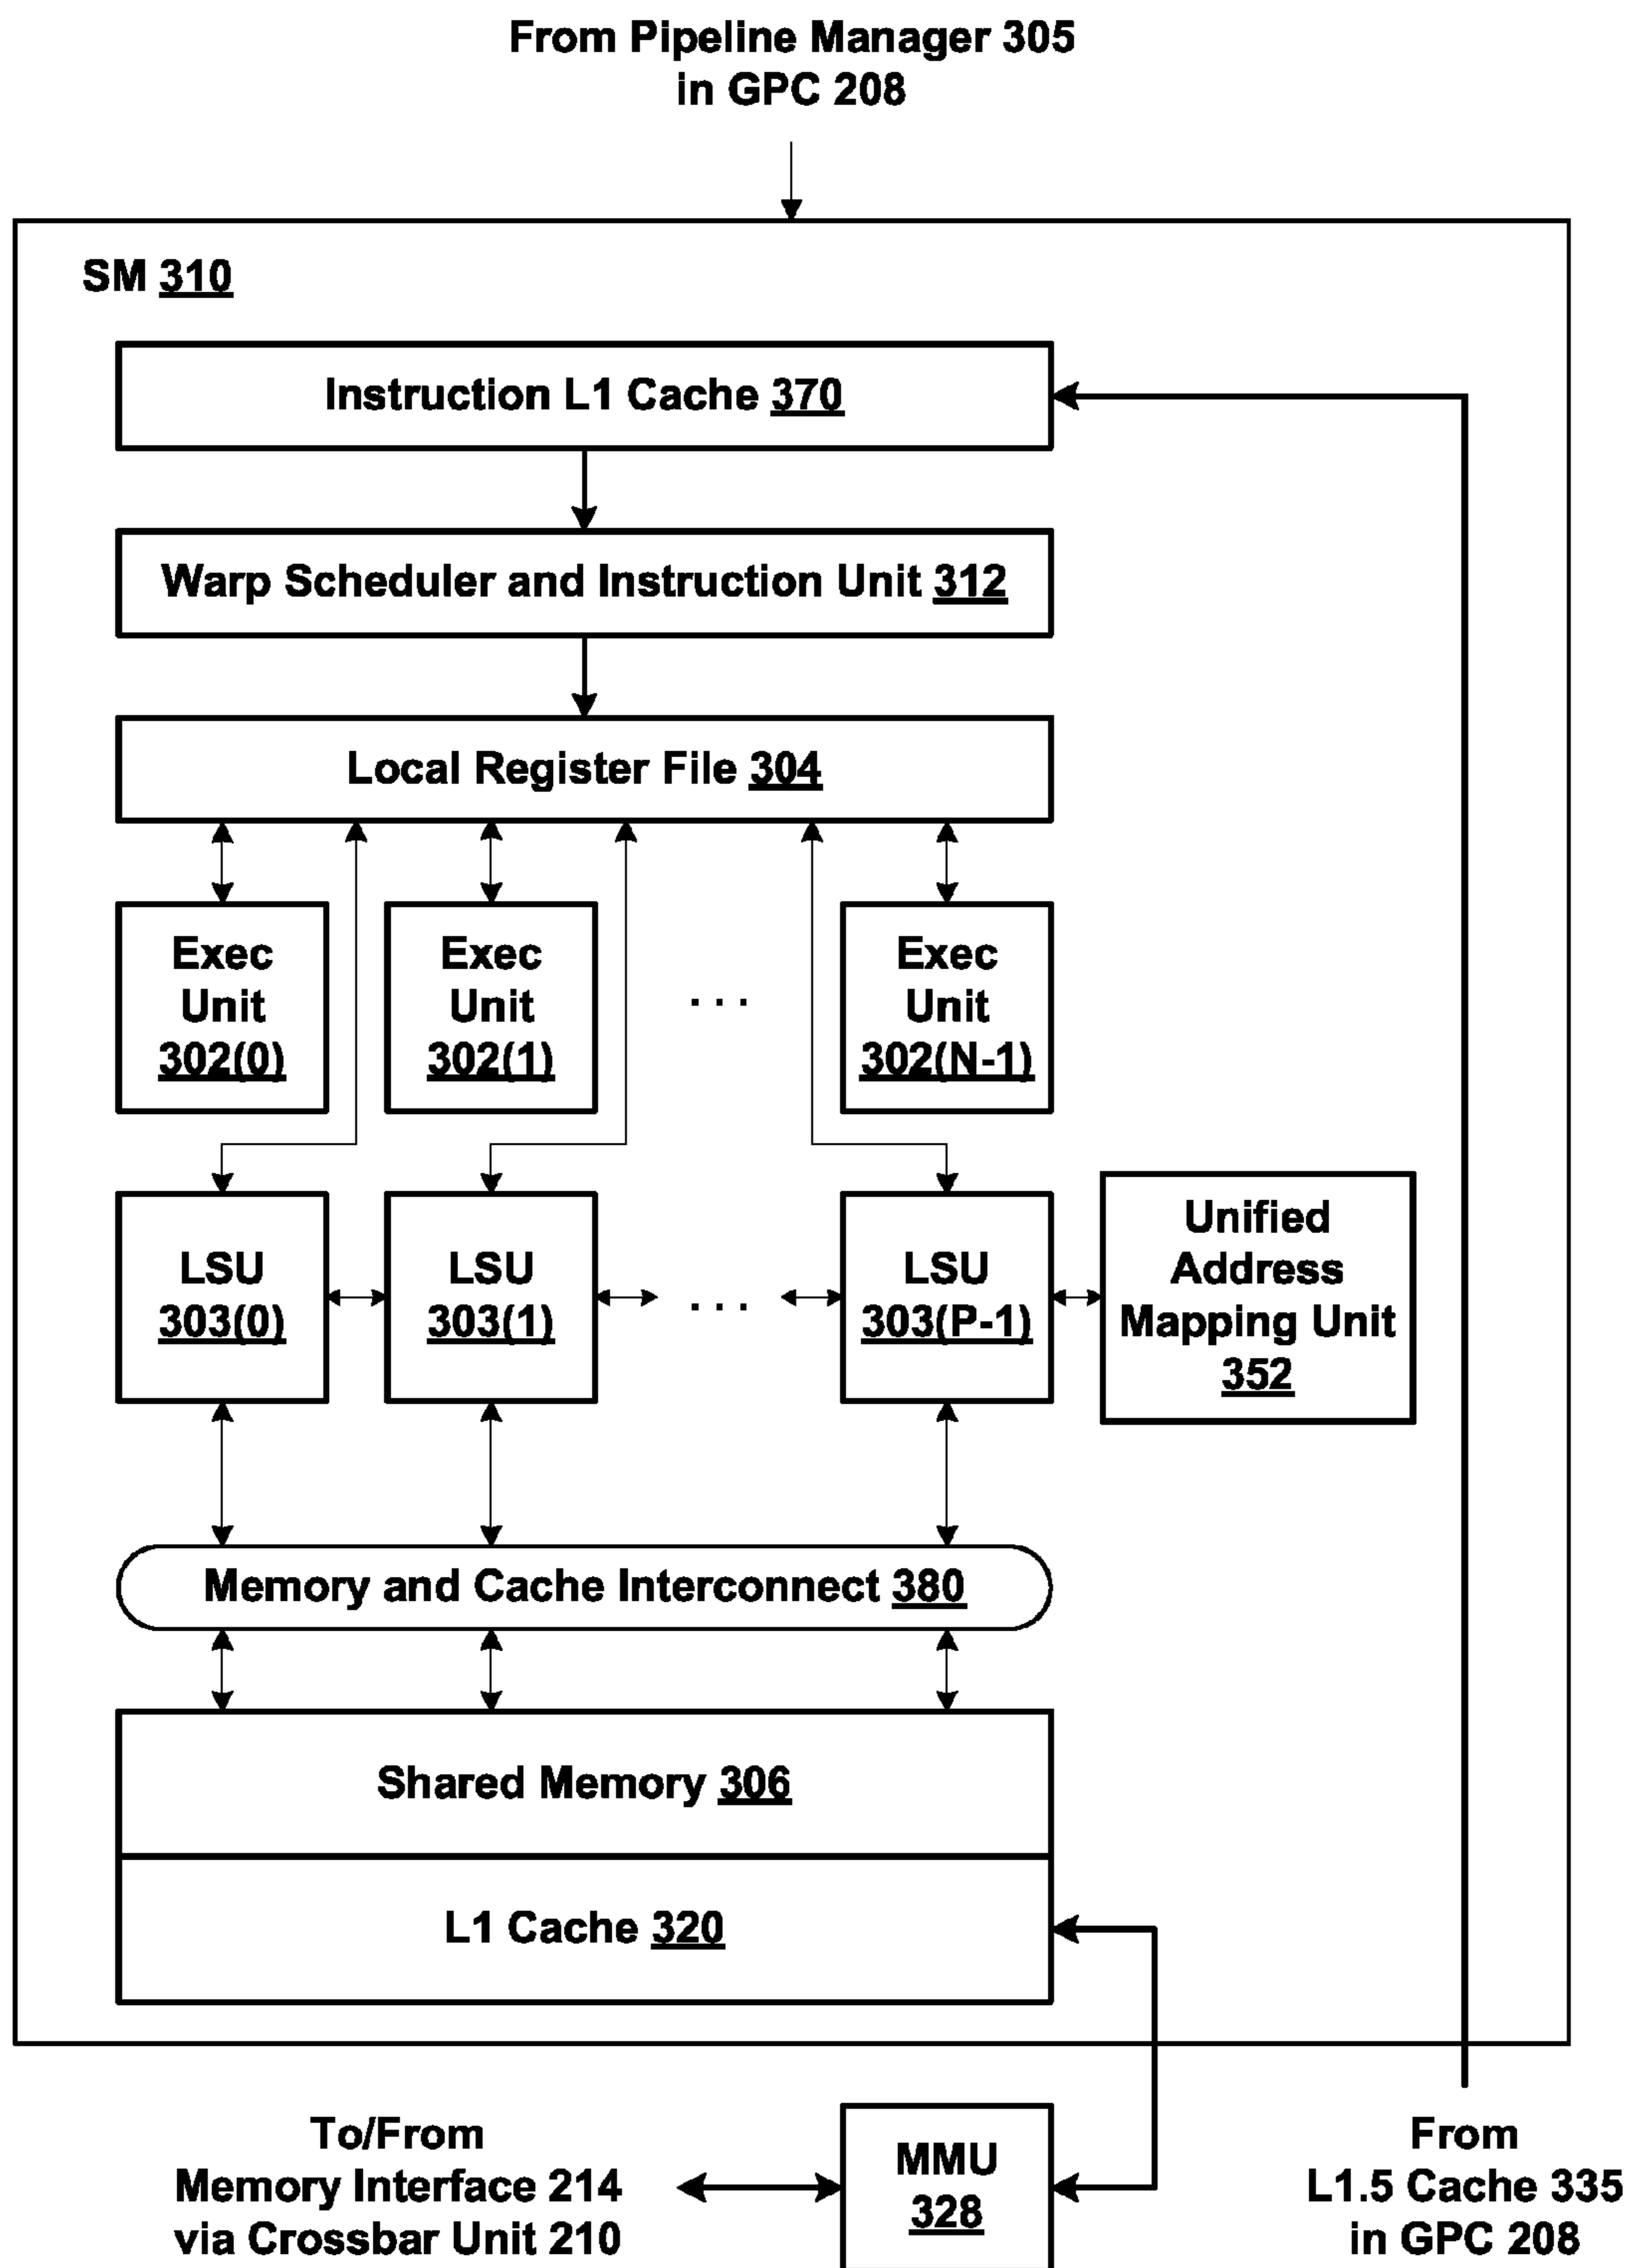 From Pipeline Manager 305
in GPC 208
SM 310
Instruction L1 Cache 370
Warp Scheduler and Instruction Unit 312
Local Register File 304
Exec
Unit
302(0)
Exec
Unit
302(1)
. . .
Exec
Unit
302(N-1)
LSU
303(0)
LSU
303(1)
. . .
LSU
303(P-1)
Unified
Address
Mapping Unit
352
Memory and Cache Interconnect 380
Shared Memory 306
L1 Cache 320
To/From
Memory Interface 214
via Crossbar Unit 210
MMU
328
From
L1.5 Cache 335
in GPC 208